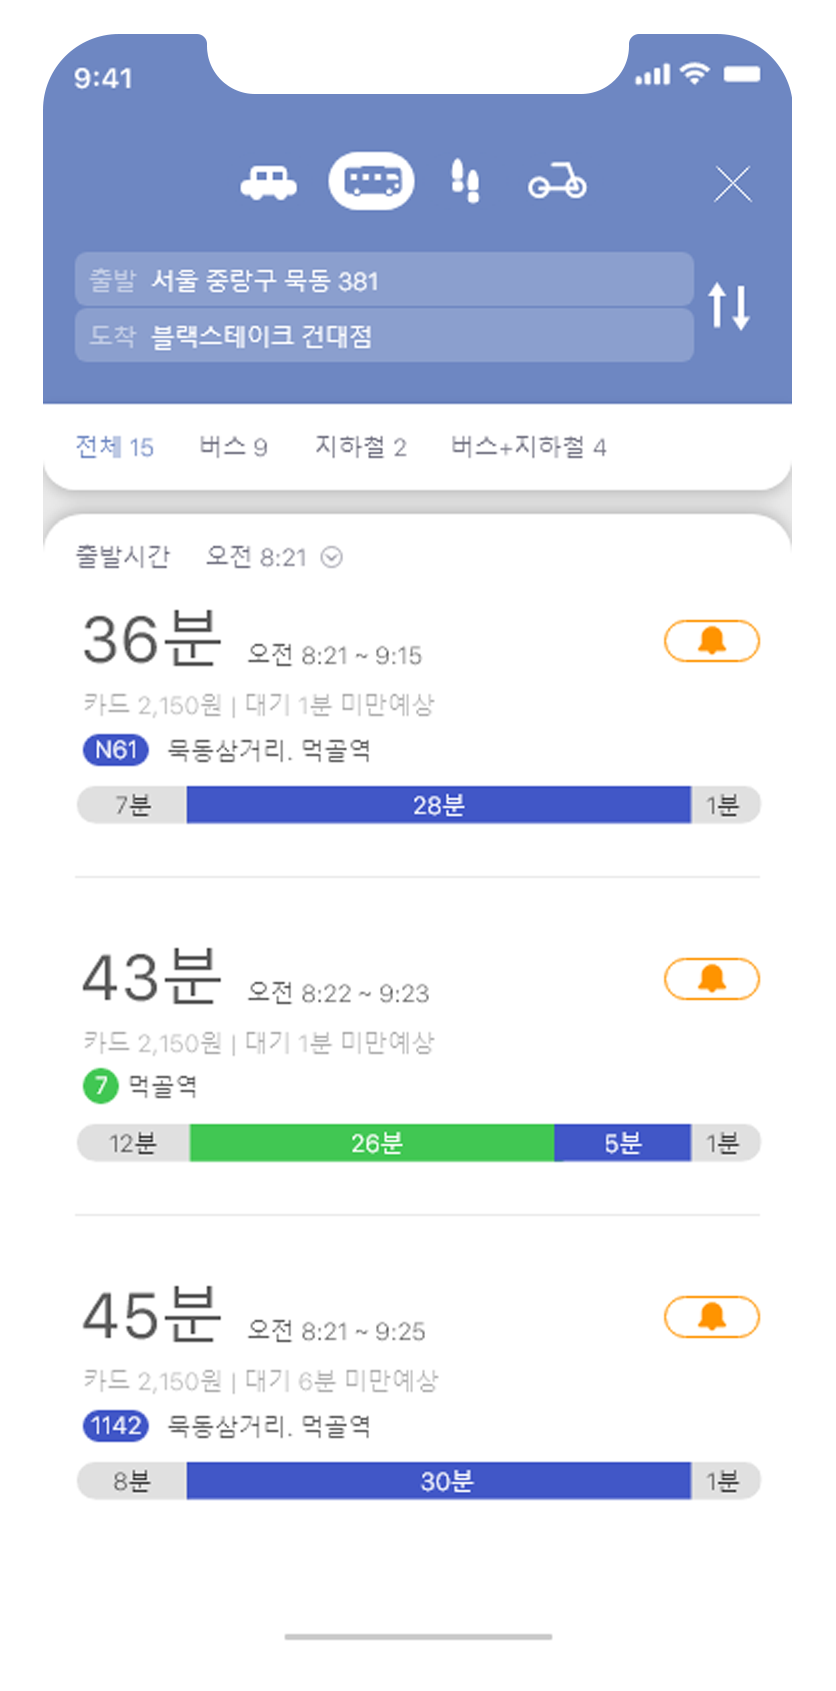 9:41
출발 서울 중랑구 묵동 381
도착 블랙스테이크 건대점
전체 15 버스 9 지하철 2 버스+지하철 4
출발시간 오전 8:21
36분 오전 8:21 ~ 9:15
카드 2,150원 | 대기 1분 미만예상
N61 묵동삼거리. 먹골역
7분 28분 1분
43분 오전 8:22 ~ 9:23
카드 2,150원 | 대기 1분 미만예상
7 먹골역
12분 26분 5분 1분
45분 오전 8:21 ~ 9:25
카드 2,150원 | 대기 6분 미만예상
1142 묵동삼거리. 먹골역
8분 30분 1분